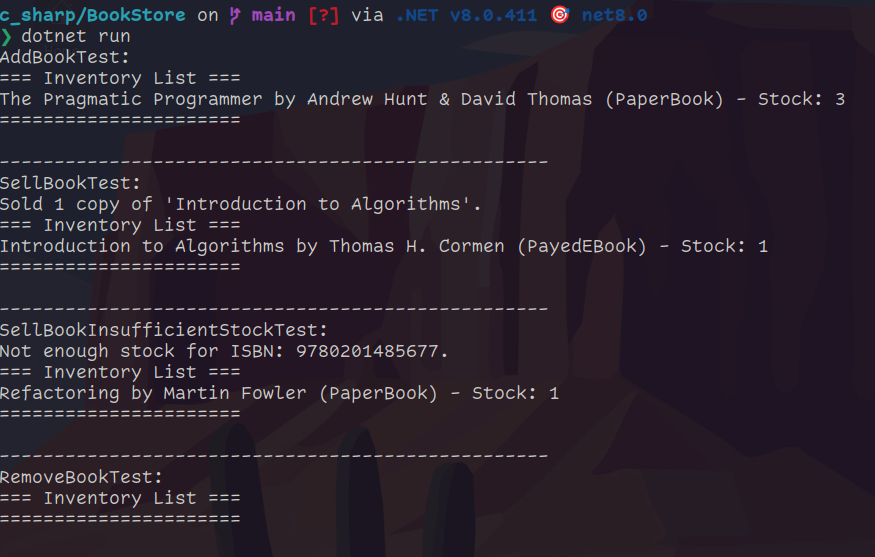 c_sharp/BookStore on main [?] via .NET v8.0.411 🎯 net8.0
❯ dotnet run
AddBookTest:
=== Inventory List ===
The Pragmatic Programmer by Andrew Hunt & David Thomas (PaperBook) - Stock: 3
======================
--------------------------------------------------
SellBookTest:
Sold 1 copy of 'Introduction to Algorithms'.
=== Inventory List ===
Introduction to Algorithms by Thomas H. Cormen (PayedEBook) - Stock: 1
======================
--------------------------------------------------
SellBookInsufficientStockTest:
Not enough stock for ISBN: 9780201485677.
=== Inventory List ===
Refactoring by Martin Fowler (PaperBook) - Stock: 1
======================
--------------------------------------------------
RemoveBookTest:
=== Inventory List ===
======================